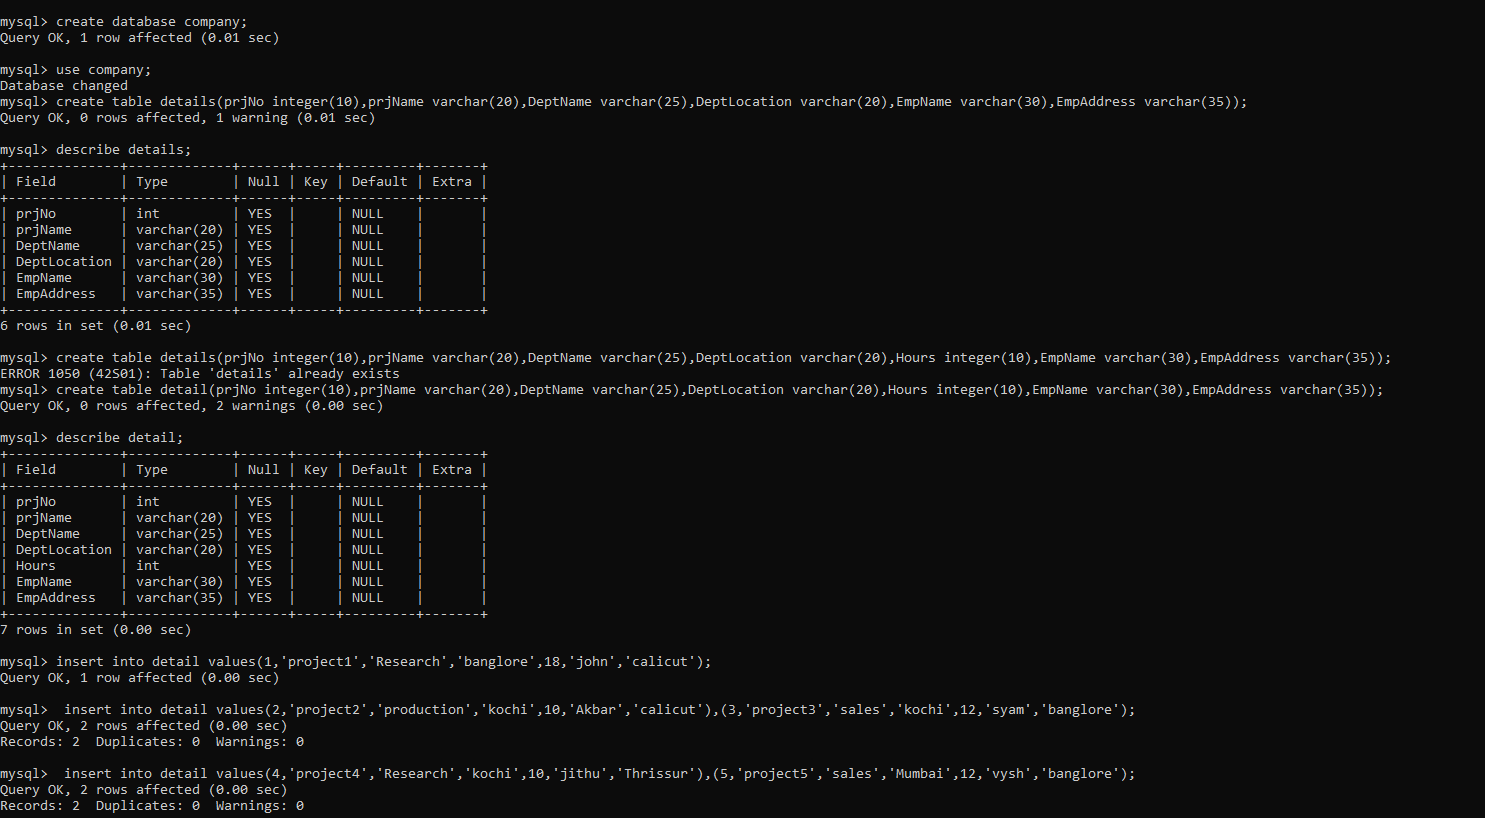 mysql> create database company;
Query OK, 1 row affected (0.01 sec)
mysql> use company;
Database changed
mysql> create table details(prjNo integer(10),prjName varchar(20),DeptName varchar(25),DeptLocation varchar(20),EmpName varchar(30),EmpAddress varchar(35));
Query OK, 0 rows affected, 1 warning (0.01 sec)
mysql> describe details;
+--------------+-------------+------+-----+---------+-------+
| Field        | Type        | Null | Key | Default | Extra |
+--------------+-------------+------+-----+---------+-------+
| prjNo        | int         | YES  |     | NULL    |       |
| prjName      | varchar(20) | YES  |     | NULL    |       |
| DeptName     | varchar(25) | YES  |     | NULL    |       |
| DeptLocation | varchar(20) | YES  |     | NULL    |       |
| EmpName      | varchar(30) | YES  |     | NULL    |       |
| EmpAddress   | varchar(35) | YES  |     | NULL    |       |
+--------------+-------------+------+-----+---------+-------+
6 rows in set (0.01 sec)
mysql> create table details(prjNo integer(10),prjName varchar(20),DeptName varchar(25),DeptLocation varchar(20),Hours integer(10),EmpName varchar(30),EmpAddress varchar(35));
ERROR 1050 (42S01): Table 'details' already exists
mysql> create table detail(prjNo integer(10),prjName varchar(20),DeptName varchar(25),DeptLocation varchar(20),Hours integer(10),EmpName varchar(30),EmpAddress varchar(35));
Query OK, 0 rows affected, 2 warnings (0.00 sec)
mysql> describe detail;
+--------------+-------------+------+-----+---------+-------+
| Field        | Type        | Null | Key | Default | Extra |
+--------------+-------------+------+-----+---------+-------+
| prjNo        | int         | YES  |     | NULL    |       |
| prjName      | varchar(20) | YES  |     | NULL    |       |
| DeptName     | varchar(25) | YES  |     | NULL    |       |
| DeptLocation | varchar(20) | YES  |     | NULL    |       |
| Hours        | int         | YES  |     | NULL    |       |
| EmpName      | varchar(30) | YES  |     | NULL    |       |
| EmpAddress   | varchar(35) | YES  |     | NULL    |       |
+--------------+-------------+------+-----+---------+-------+
7 rows in set (0.00 sec)
mysql> insert into detail values(1,'project1','Research','banglore',18,'john','calicut');
Query OK, 1 row affected (0.00 sec)
mysql>  insert into detail values(2,'project2','production','kochi',10,'Akbar','calicut'),(3,'project3','sales','kochi',12,'syam','banglore');
Query OK, 2 rows affected (0.00 sec)
Records: 2  Duplicates: 0  Warnings: 0
mysql>  insert into detail values(4,'project4','Research','kochi',10,'jithu','Thrissur'),(5,'project5','sales','Mumbai',12,'vysh','banglore');
Query OK, 2 rows affected (0.00 sec)
Records: 2  Duplicates: 0  Warnings: 0